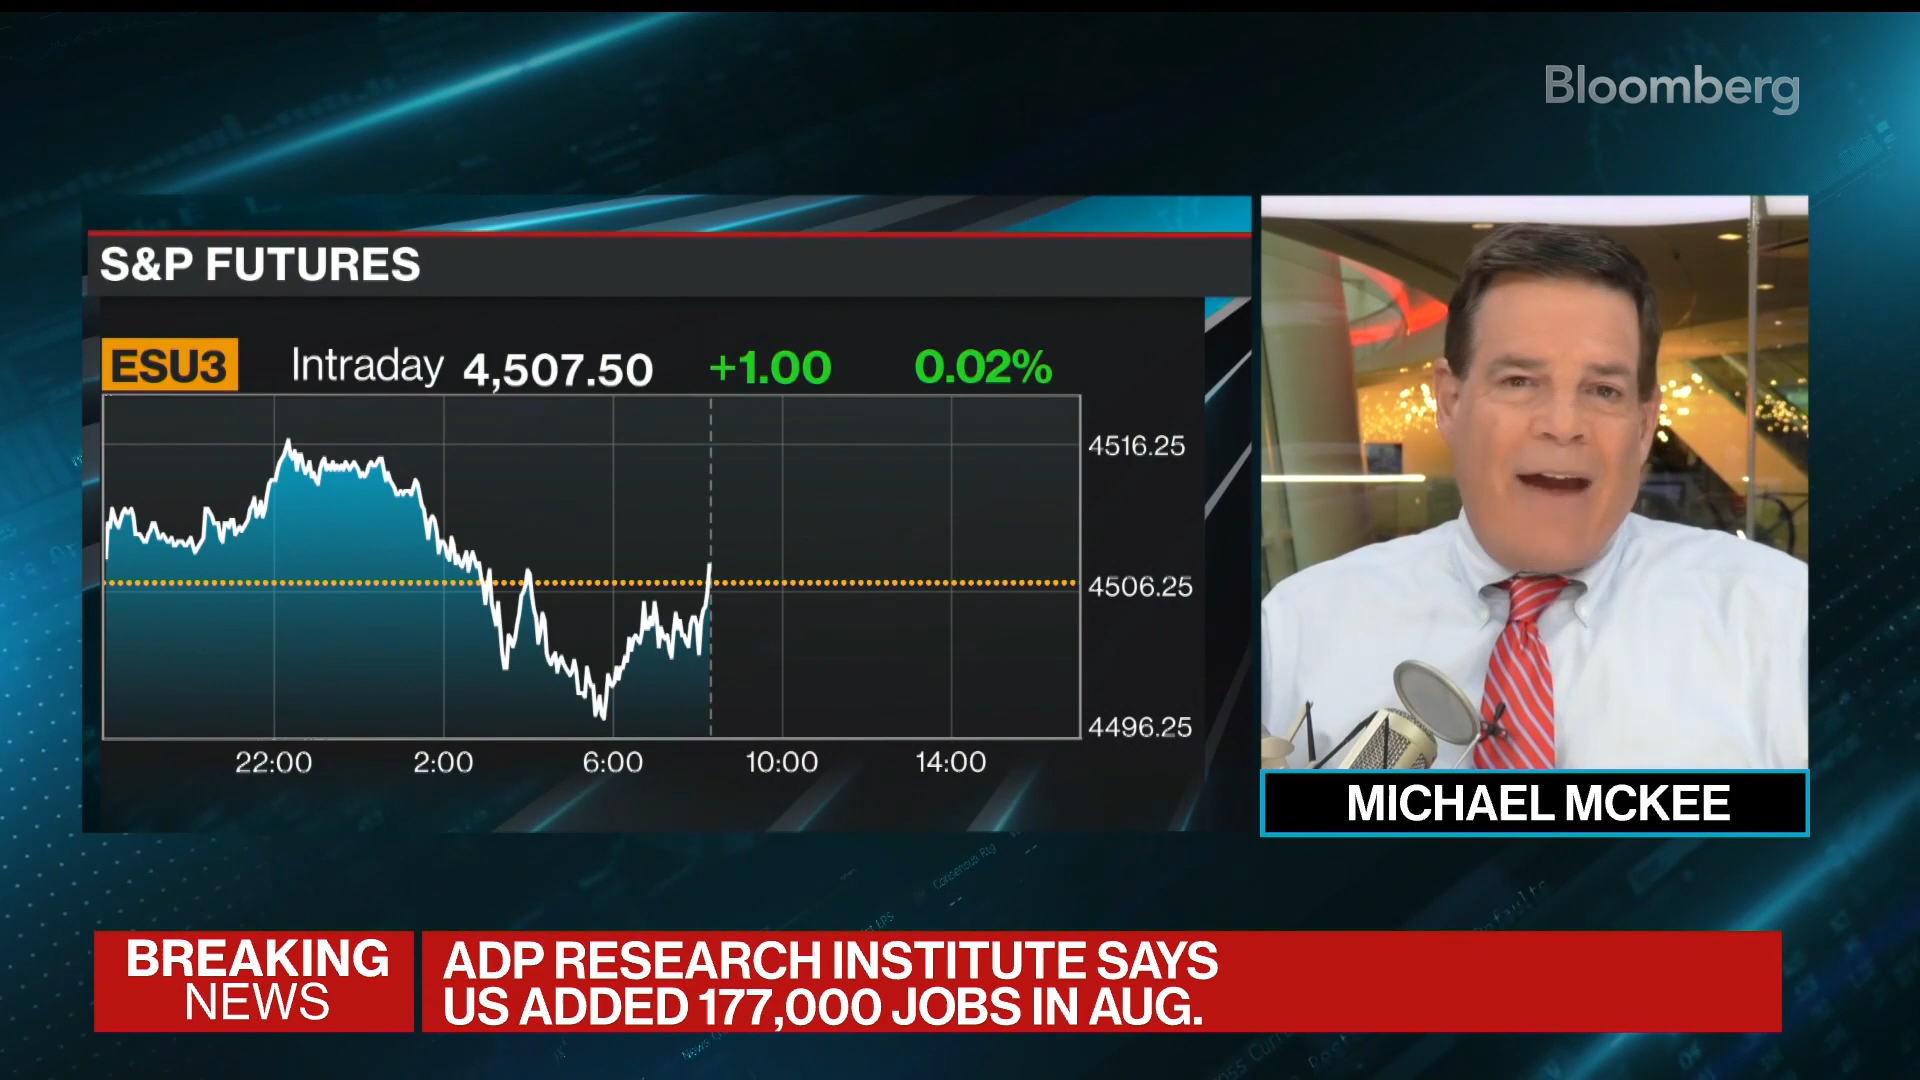 Bloomberg
S&P FUTURES
ESU3 Intraday 4,507.50 +1.00 0.02%
4516.25
4506.25
4496.25
22:00 2:00 6:00 10:00 14:00
MICHAEL MCKEE
BREAKING
NEWS
ADP RESEARCH INSTITUTE SAYS
US ADDED 177,000 JOBS IN AUG.